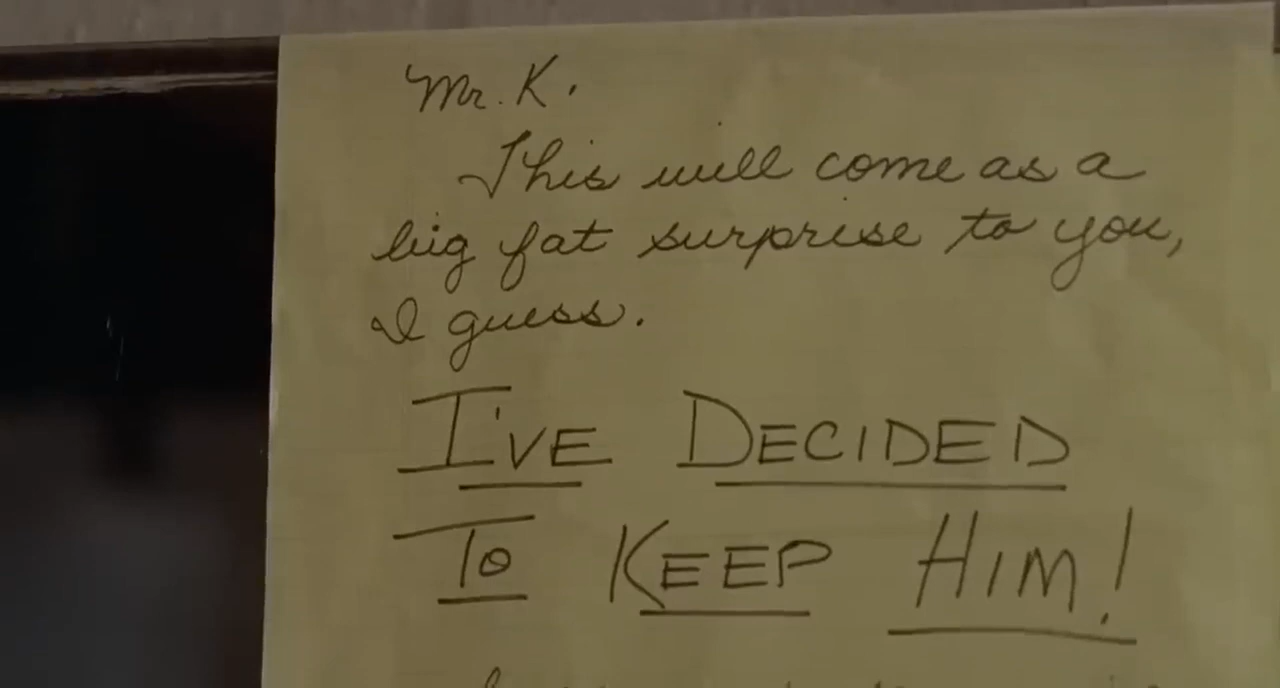 Mr. K.
This will come as a
big fat surprise to you,
I guess.
I'VE DECIDED
TO KEEP HIM!